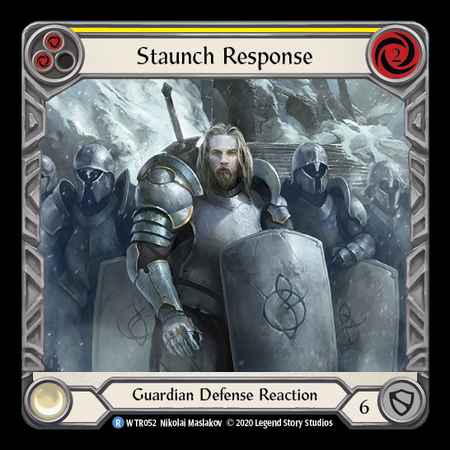 Staunch Response
2
Guardian Defense Reaction
6
R WTR052 Nikolai Maslakov © 2020 Legend Story Studios